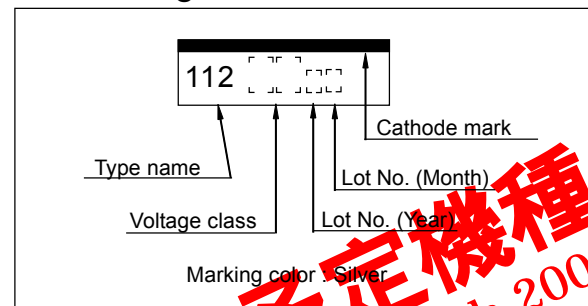 112
Cathode mark
Type name
Lot No. (Month)
Voltage class
Lot No. (Year)
Marking color : Silver
定機種
200